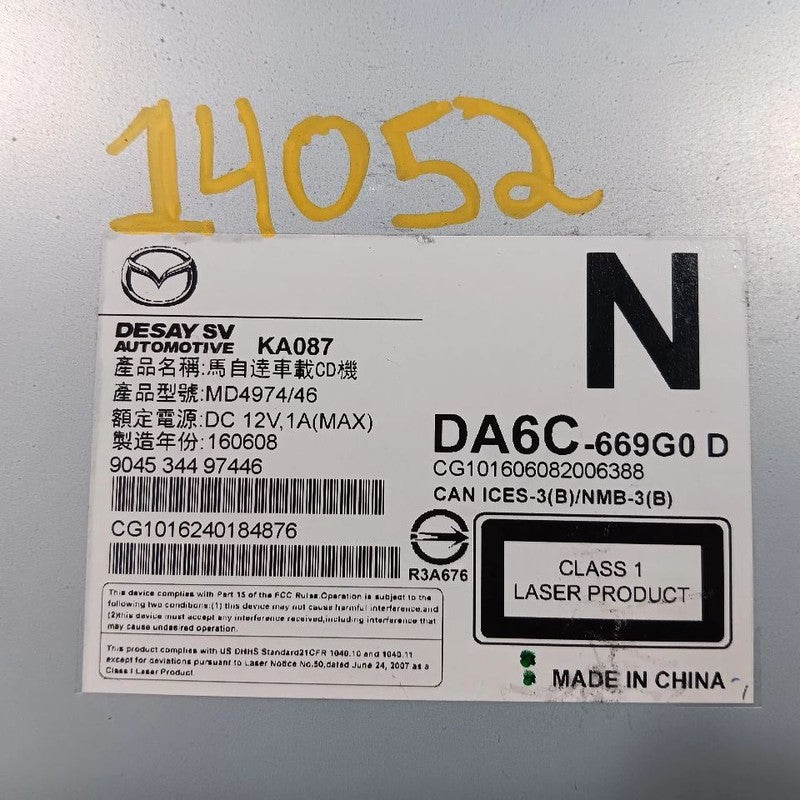 14052
DESAY SV
AUTOMOTIVE KA087
產品名稱:馬自達車載CD機
產品型號:MD4974/46
額定電源:DC 12V,1A(MAX)
製造年份:160608
9045 344 97446
CG1016240184876
This device complies with Part 15 of the FCC Rules.Operation is subject to the
following two conditions:(1) this device may not cause harmful interference,and
(2)this device must accept any interference received,including interference that
may cause undesired operation.
This product complies with US DHHS Standard21CFR 1040.10 and 1040.11
except for deviations pursuant to Laser Notice No.50,dated June 24, 2007 as a
Class 1 Laser Product.
N
DA6C-669G0 D
CG101606082006388
CAN ICES-3(B)/NMB-3(B)
R3A676
CLASS 1
LASER PRODUCT
MADE IN CHINA